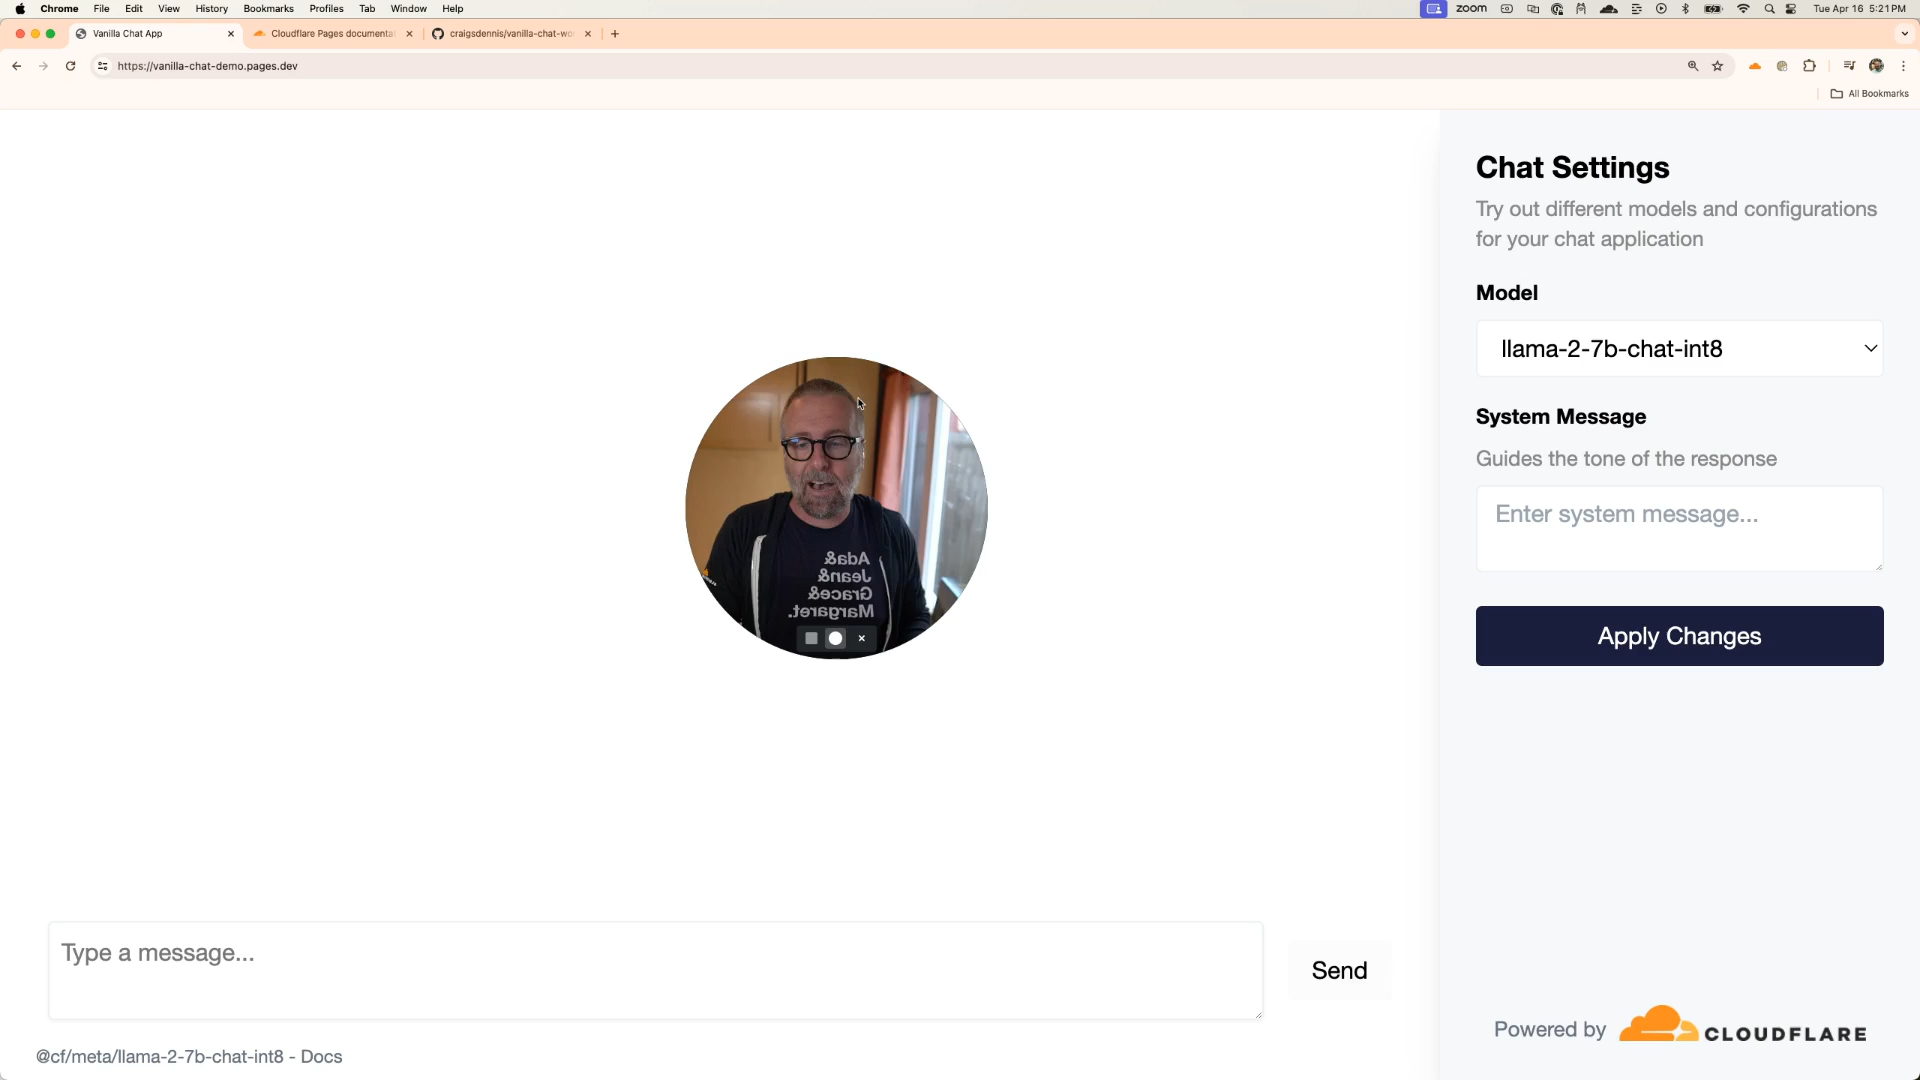 Chrome File Edit View History Bookmarks Profiles Tab Window Help zoom Tue Apr 16 5:21 PM
Vanilla Chat App Cloudflare Pages documenta craigsdennis/vanilla-chat-wo
https://vanilla-chat-demo.pages.dev
All Bookmarks
Chat Settings
Try out different models and configurations
for your chat application
Model
llama-2-7b-chat-int8
System Message
Guides the tone of the response
Enter system message...
Apply Changes
Ada&
Jean&
Grace&
Margaret.
Type a message...
Send
Powered by CLOUDFLARE
@cf/meta/llama-2-7b-chat-int8 - Docs